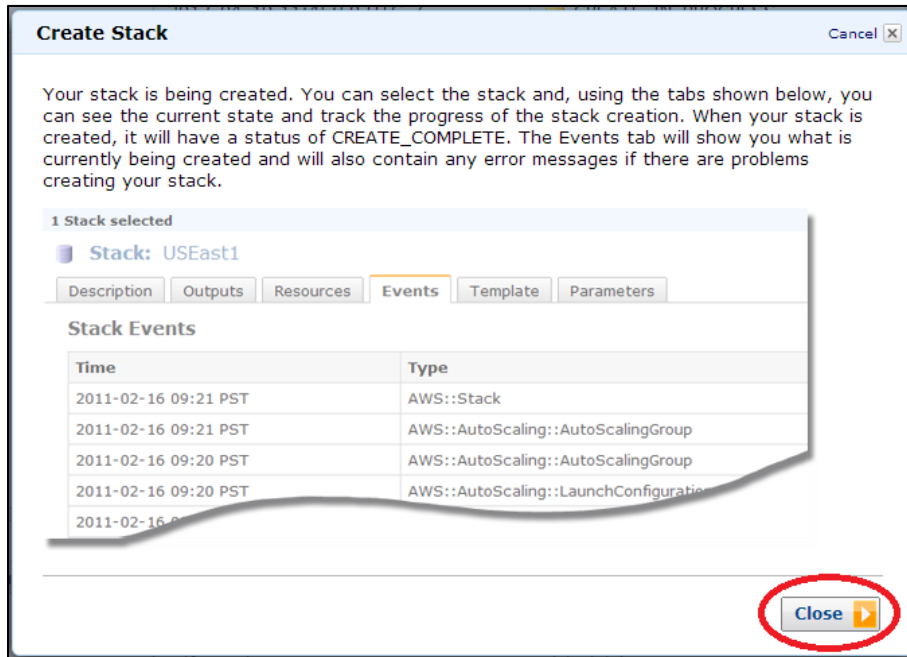 Create Stack
Cancel
Your stack is being created. You can select the stack and, using the tabs shown below, you
can see the current state and track the progress of the stack creation. When your stack is
created, it will have a status of CREATE_COMPLETE. The Events tab will show you what is
currently being created and will also contain any error messages if there are problems
creating your stack.
1 Stack selected
Stack: USEast1
Description Outputs Resources Events Template Parameters
Stack Events
Time Type
2011-02-16 09:21 PST AWS::Stack
2011-02-16 09:21 PST AWS::AutoScaling::AutoScalingGroup
2011-02-16 09:20 PST AWS::AutoScaling::AutoScalingGroup
2011-02-16 09:20 PST AWS::AutoScaling::LaunchConfiguration
2011-02-16
Close